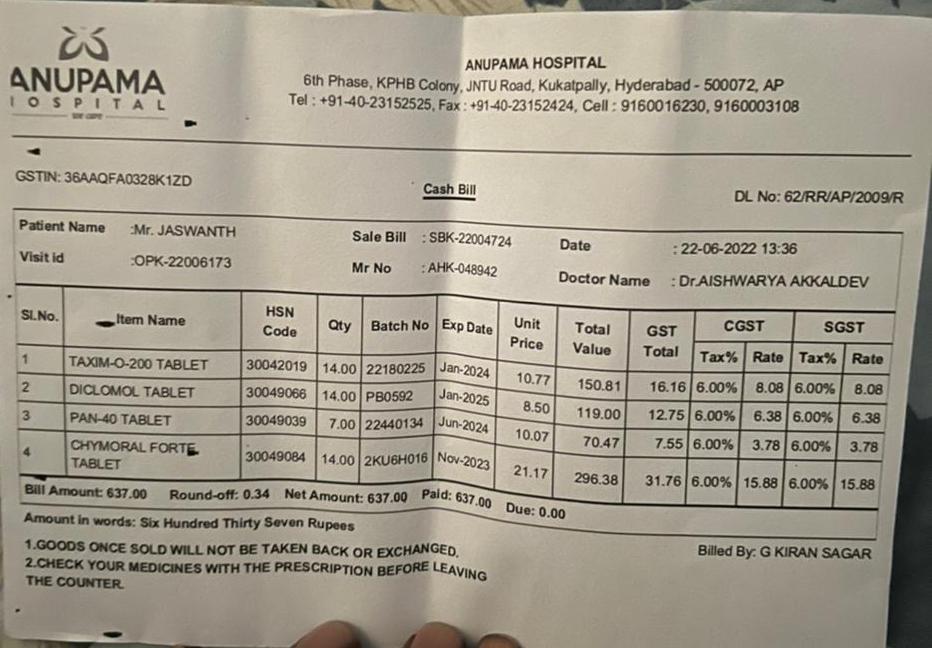 ANUPAMA
HOSPITAL
we care
ANUPAMA HOSPITAL
6th Phase, KPHB Colony, JNTU Road, Kukatpally, Hyderabad - 500072, AP
Tel : +91-40-23152525, Fax : +91-40-23152424, Cell : 9160016230, 9160003108
GSTIN: 36AAQFA0328K1ZD
Cash Bill
DL No: 62/RR/AP/2009/R
Patient Name :Mr. JASWANTH Sale Bill : SBK-22004724 Date : 22-06-2022 13:36
Visit id :OPK-22006173 Mr No : AHK-048942 Doctor Name : Dr.AISHWARYA AKKALDEV
Sl.No. Item Name HSN Code Qty Batch No Exp Date Unit Price Total Value GST Total CGST SGST
Tax% Rate Tax% Rate
1 TAXIM-O-200 TABLET 30042019 14.00 22180225 Jan-2024 10.77 150.81 16.16 6.00% 8.08 6.00% 8.08
2 DICLOMOL TABLET 30049066 14.00 PB0592 Jan-2025 8.50 119.00 12.75 6.00% 6.38 6.00% 6.38
3 PAN-40 TABLET 30049039 7.00 22440134 Jun-2024 10.07 70.47 7.55 6.00% 3.78 6.00% 3.78
4 CHYMORAL FORTE TABLET 30049084 14.00 2KU6H016 Nov-2023 21.17 296.38 31.76 6.00% 15.88 6.00% 15.88
Bill Amount: 637.00 Round-off: 0.34 Net Amount: 637.00 Paid: 637.00 Due: 0.00
Amount in words: Six Hundred Thirty Seven Rupees
1.GOODS ONCE SOLD WILL NOT BE TAKEN BACK OR EXCHANGED.
2.CHECK YOUR MEDICINES WITH THE PRESCRIPTION BEFORE LEAVING
THE COUNTER.
Billed By: G KIRAN SAGAR